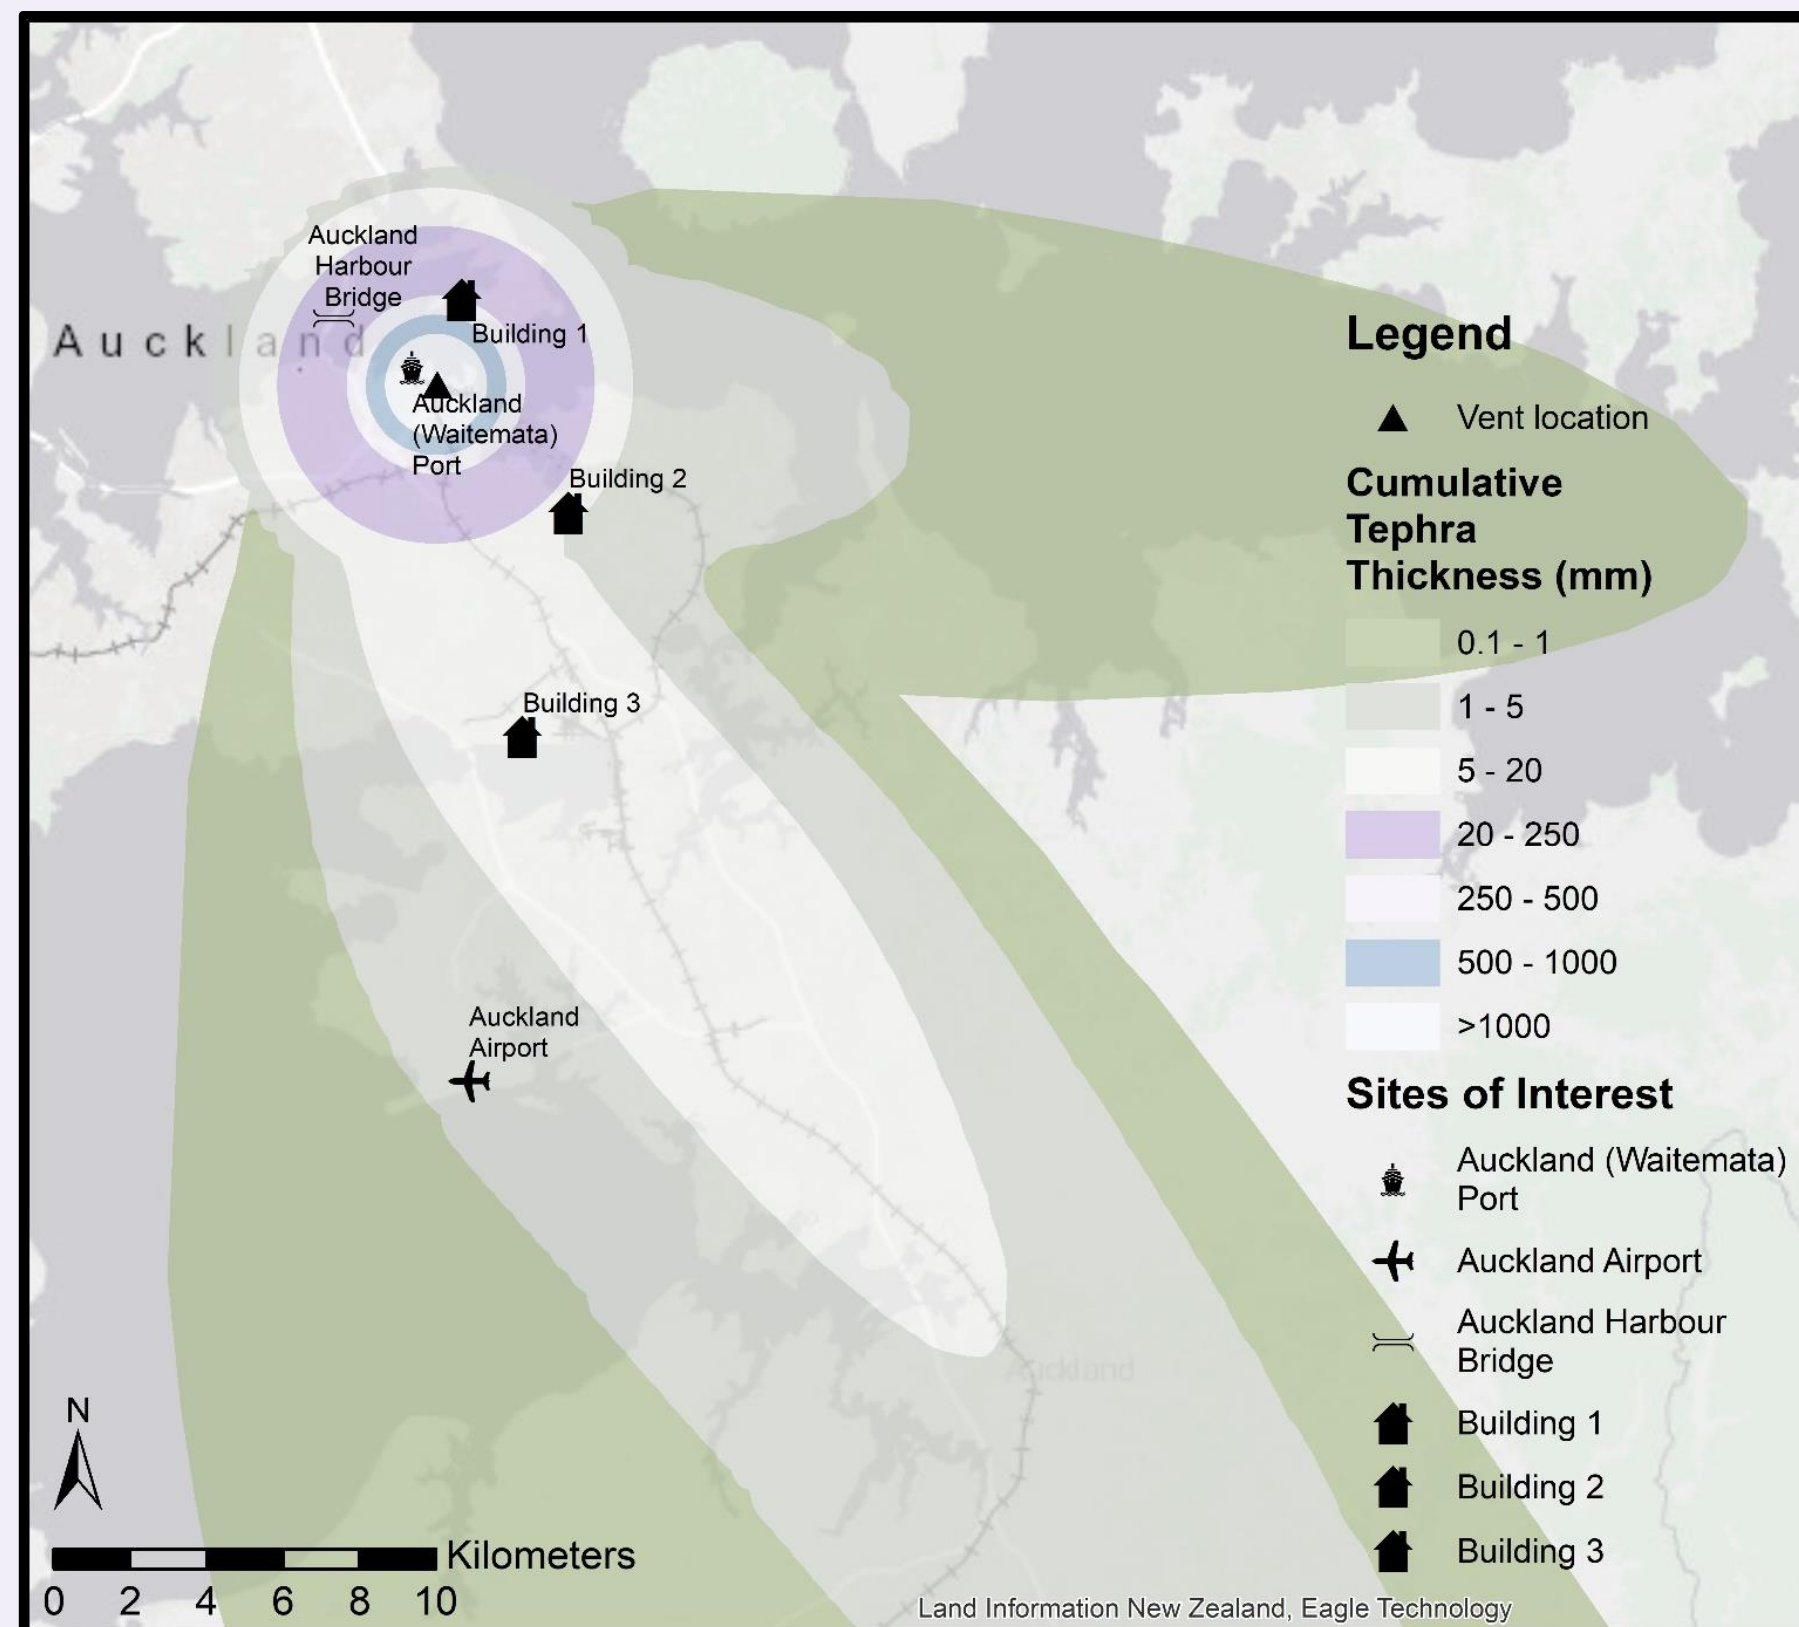 Auckland
Harbour
Bridge
Building 1
Auckland
Auckland
(Waitemata)
Port
Building 2
Building 3
Auckland
Airport
Auckland
N
Kilometers
0 2 4 6 8 10
Legend
Vent location
Cumulative
Tephra
Thickness (mm)
0.1 - 1
1 - 5
5 - 20
20 - 250
250 - 500
500 - 1000
>1000
Sites of Interest
Auckland (Waitemata)
Port
Auckland Airport
Auckland Harbour
Bridge
Building 1
Building 2
Building 3
Land Information New Zealand, Eagle Technology